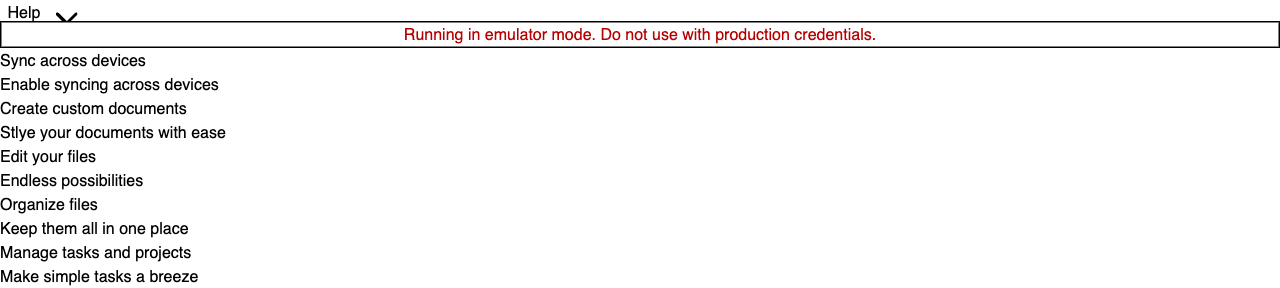 Help
Running in emulator mode. Do not use with production credentials.
Sync across devices
Enable syncing across devices
Create custom documents
Stlye your documents with ease
Edit your files
Endless possibilities
Organize files
Keep them all in one place
Manage tasks and projects
Make simple tasks a breeze